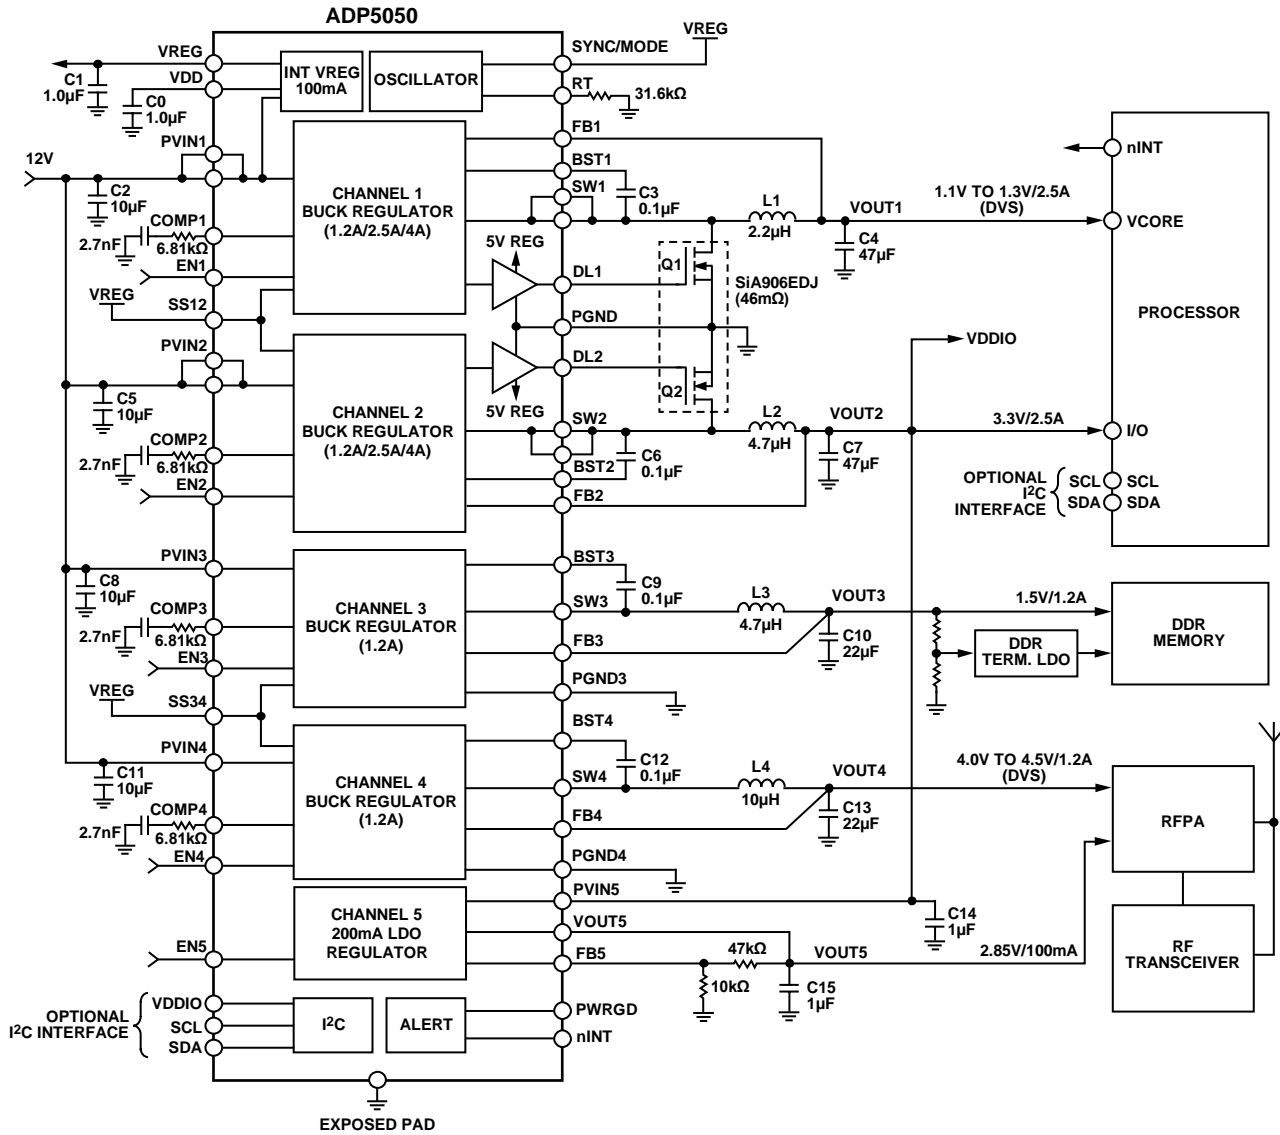 ADP5050
VREG
C1
1.0µF
VDD
C0
1.0µF
INT VREG
100mA
OSCILLATOR
SYNC/MODE
VREG
RT
31.6kΩ
12V
PVIN1
C2
10µF
COMP1
2.7nF
6.81kΩ
EN1
VREG
SS12
CHANNEL 1
BUCK REGULATOR
(1.2A/2.5A/4A)
FB1
BST1
SW1
C3
0.1µF
L1
2.2µH
VOUT1
C4
47µF
1.1V TO 1.3V/2.5A
(DVS)
5V REG
DL1
Q1
SiA906EDJ
(46mΩ)
PGND
DL2
Q2
5V REG
PVIN2
C5
10µF
COMP2
2.7nF
6.81kΩ
EN2
CHANNEL 2
BUCK REGULATOR
(1.2A/2.5A/4A)
SW2
BST2
FB2
C6
0.1µF
L2
4.7µH
VOUT2
C7
47µF
VDDIO
3.3V/2.5A
nINT
VCORE
PROCESSOR
I/O
OPTIONAL
I2C
INTERFACE
SCL
SCL
SDA
SDA
PVIN3
C8
10µF
COMP3
2.7nF
6.81kΩ
EN3
VREG
SS34
CHANNEL 3
BUCK REGULATOR
(1.2A)
BST3
C9
0.1µF
SW3
FB3
PGND3
L3
4.7µH
VOUT3
C10
22µF
1.5V/1.2A
DDR
TERM. LDO
DDR
MEMORY
PVIN4
C11
10µF
COMP4
2.7nF
6.81kΩ
EN4
CHANNEL 4
BUCK REGULATOR
(1.2A)
BST4
C12
0.1µF
SW4
FB4
PGND4
L4
10µH
VOUT4
C13
22µF
4.0V TO 4.5V/1.2A
(DVS)
RFPA
RF
TRANSCEIVER
EN5
CHANNEL 5
200mA LDO
REGULATOR
PVIN5
VOUT5
FB5
47kΩ
10kΩ
VOUT5
C14
1µF
C15
1µF
2.85V/100mA
OPTIONAL
I2C INTERFACE
VDDIO
SCL
SDA
I2C
ALERT
PWRGD
nINT
EXPOSED PAD